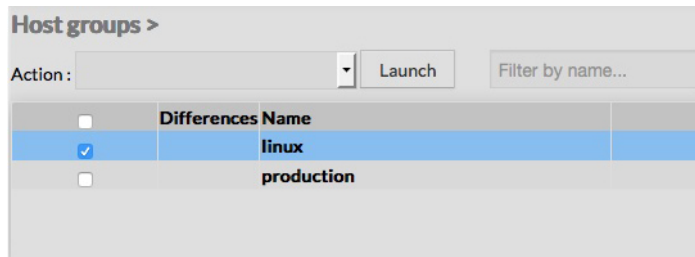 Host groups >
Action : Launch Filter by name...
Differences Name
linux
production